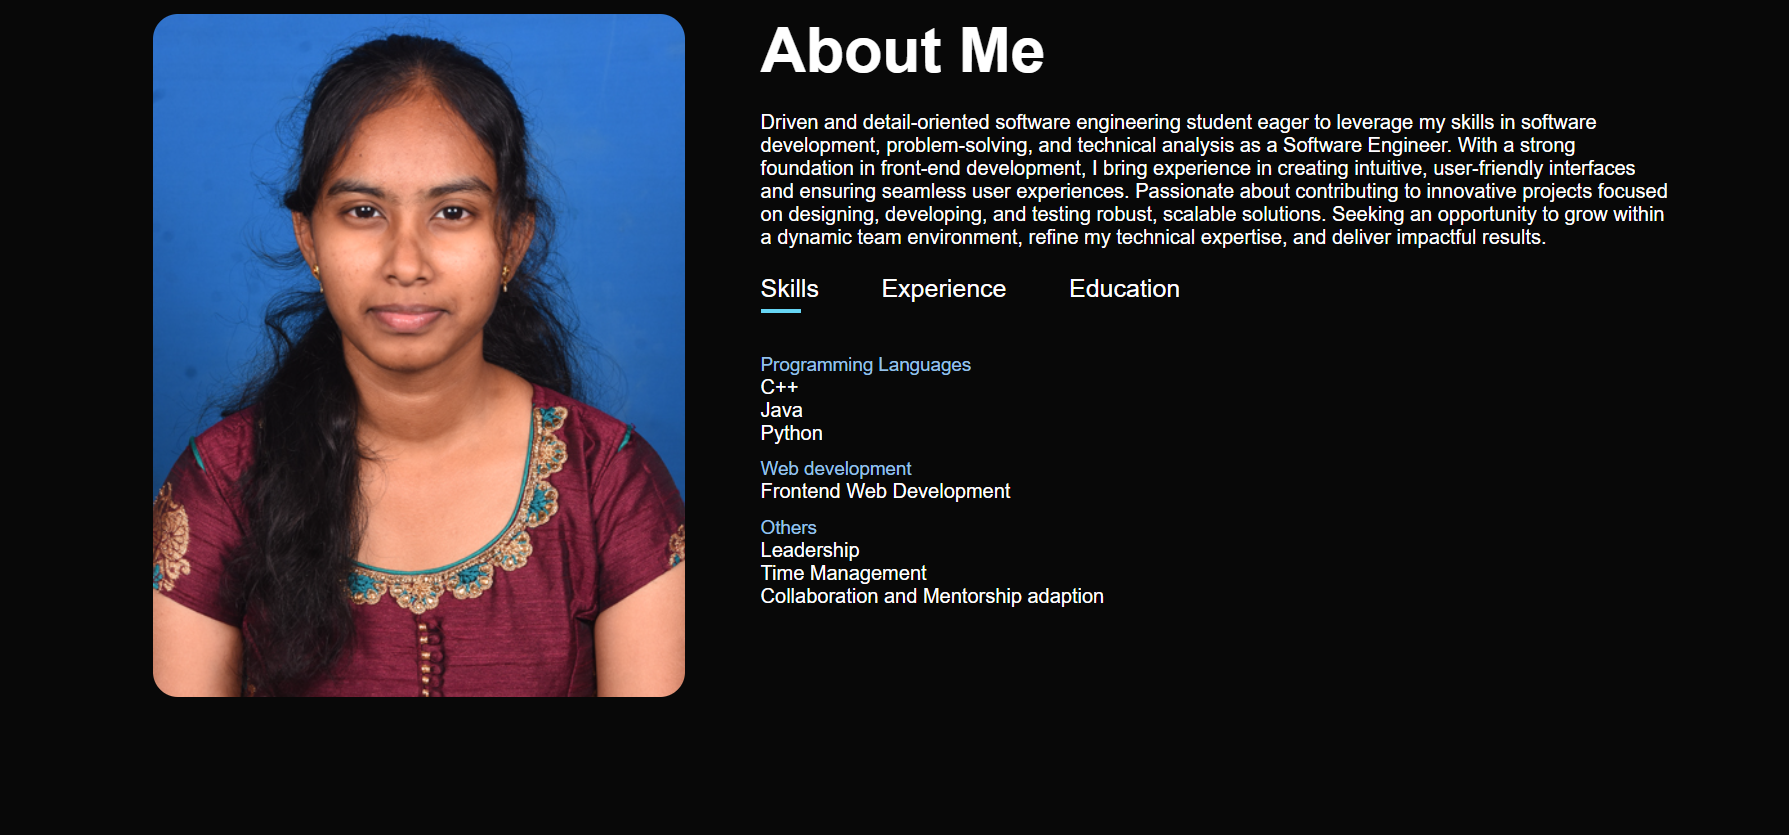 About Me
Driven and detail-oriented software engineering student eager to leverage my skills in software
development, problem-solving, and technical analysis as a Software Engineer. With a strong
foundation in front-end development, I bring experience in creating intuitive, user-friendly interfaces
and ensuring seamless user experiences. Passionate about contributing to innovative projects focused
on designing, developing, and testing robust, scalable solutions. Seeking an opportunity to grow within
a dynamic team environment, refine my technical expertise, and deliver impactful results.
Skills Experience Education
Programming Languages
C++
Java
Python
Web development
Frontend Web Development
Others
Leadership
Time Management
Collaboration and Mentorship adaption